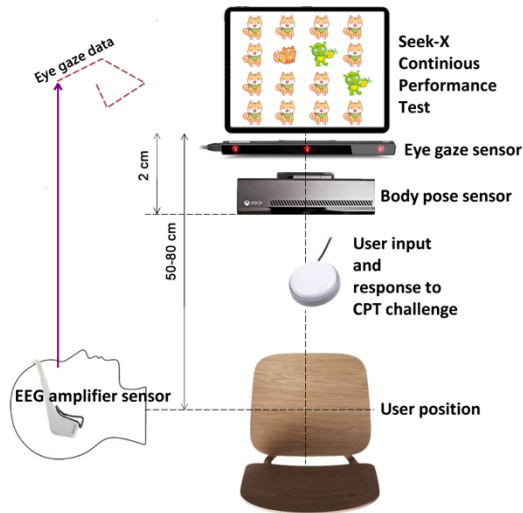 Eye gaze data
Seek-X
Continious
Performance
Test
Eye gaze sensor
2 cm
Body pose sensor
XBOX
50-80 cm
User input
and
response to
CPT challenge
EEG amplifier sensor
User position